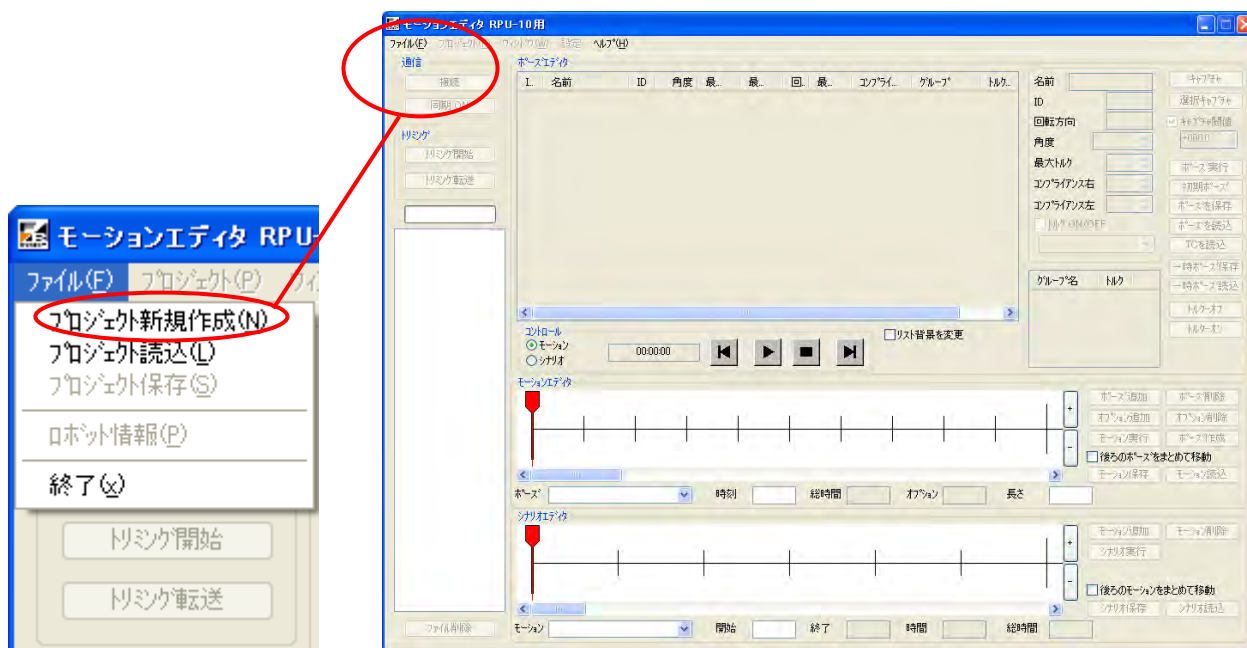 モーションエディタ RPU-
ファイル(F) プロジェクト(P)
プロジェクト新規作成(N)
プロジェクト読込(L)
プロジェクト保存(S)
ロボット情報(P)
終了(x)
トリミング開始
トリミング転送
モーションエディタ RPU-10用
ファイル(F) ヘルプ(H)
通信
接続
トリミング
トリミング開始
トリミング転送
ファイル削除
ポーズエディタ
I. 名前 ID 角度 最... 最... 回. 最... コンプライ... グループ トルク...
名前
ID
回転方向
角度
最大トルク
コンプライアンス右
コンプライアンス左
トルクON/OFF
キャプチャ
選択キャプチャ
キャプチャ間隔
ポーズ実行
初期ポーズ
ポーズを保存
ポーズを読込
TCを読込
一時ポーズ保存
一時ポーズ読込
トルクーオフ
トルクーオン
グループ名 トルク
コントロール
モーション
シナリオ
00:00:00
リスト背景を変更
モーションエディタ
+
-
ポーズ追加 ポーズ削除
オプション追加 オプション削除
モーション実行 ポーズ作成
後ろのポーズをまとめて移動
モーション保存 モーション読込
ポーズ 時刻 総時間 オプション 長さ
シナリオエディタ
+
-
モーション追加 モーション削除
シナリオ実行
後ろのモーションをまとめて移動
シナリオ保存 シナリオ読込
モーション 開始 終了 時間 総時間